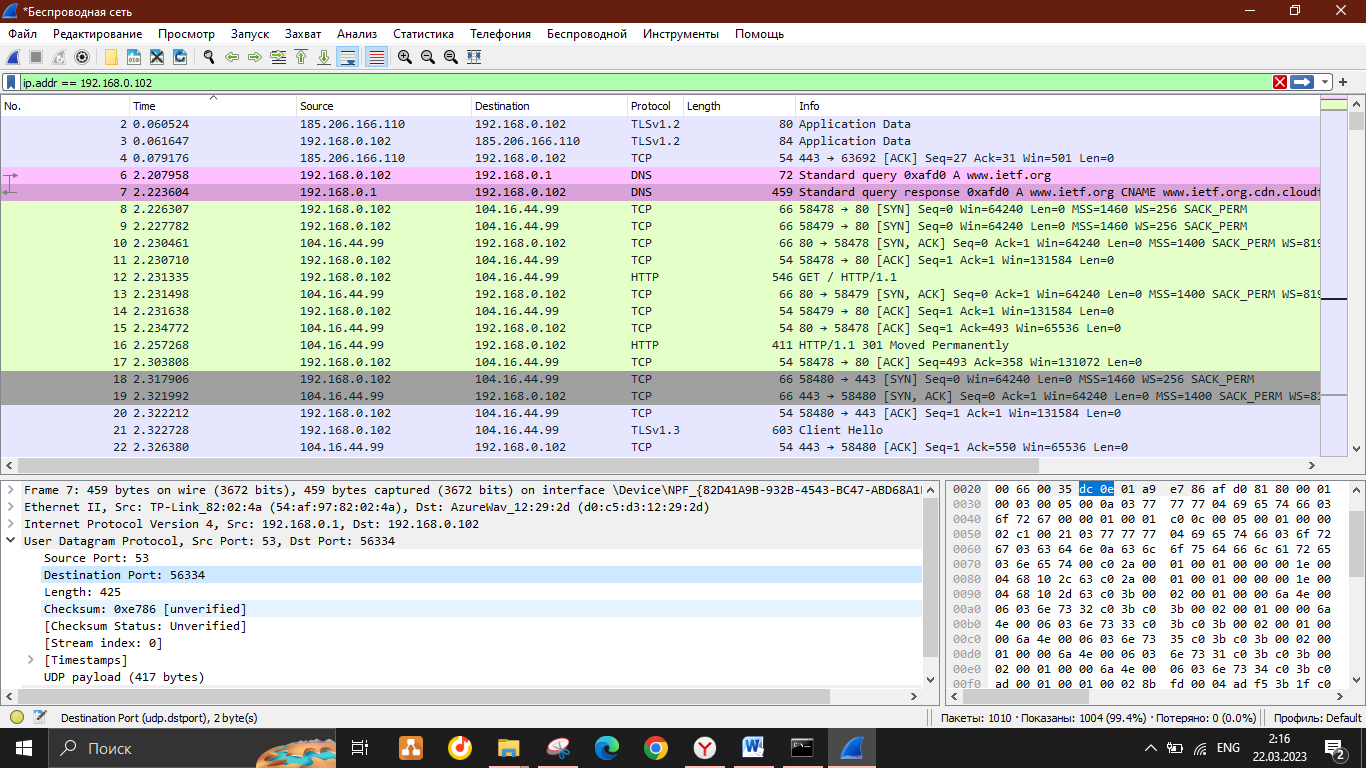 *Беспроводная сеть
Файл Редактирование Просмотр Запуск Захват Анализ Статистика Телефония Беспроводной Инструменты Помощь
ip.addr == 192.168.0.102
No. Time Source Destination Protocol Length Info
2 0.060524 185.206.166.110 192.168.0.102 TLSv1.2 80 Application Data
3 0.061647 192.168.0.102 185.206.166.110 TLSv1.2 84 Application Data
4 0.079176 185.206.166.110 192.168.0.102 TCP 54 443 → 63692 [ACK] Seq=27 Ack=31 Win=501 Len=0
6 2.207958 192.168.0.102 192.168.0.1 DNS 72 Standard query 0xafd0 A www.ietf.org
7 2.223604 192.168.0.1 192.168.0.102 DNS 459 Standard query response 0xafd0 A www.ietf.org CNAME www.ietf.org.cdn.cloudf
8 2.226307 192.168.0.102 104.16.44.99 TCP 66 58478 → 80 [SYN] Seq=0 Win=64240 Len=0 MSS=1460 WS=256 SACK_PERM
9 2.227782 192.168.0.102 104.16.44.99 TCP 66 58479 → 80 [SYN] Seq=0 Win=64240 Len=0 MSS=1460 WS=256 SACK_PERM
10 2.230461 104.16.44.99 192.168.0.102 TCP 66 80 → 58478 [SYN, ACK] Seq=0 Ack=1 Win=64240 Len=0 MSS=1400 SACK_PERM WS=819
11 2.230710 192.168.0.102 104.16.44.99 TCP 54 58478 → 80 [ACK] Seq=1 Ack=1 Win=131584 Len=0
12 2.231335 192.168.0.102 104.16.44.99 HTTP 546 GET / HTTP/1.1
13 2.231498 104.16.44.99 192.168.0.102 TCP 66 80 → 58479 [SYN, ACK] Seq=0 Ack=1 Win=64240 Len=0 MSS=1400 SACK_PERM WS=819
14 2.231638 192.168.0.102 104.16.44.99 TCP 54 58479 → 80 [ACK] Seq=1 Ack=1 Win=131584 Len=0
15 2.234772 104.16.44.99 192.168.0.102 TCP 54 80 → 58478 [ACK] Seq=1 Ack=493 Win=65536 Len=0
16 2.257268 104.16.44.99 192.168.0.102 HTTP 411 HTTP/1.1 301 Moved Permanently
17 2.303808 192.168.0.102 104.16.44.99 TCP 54 58478 → 80 [ACK] Seq=493 Ack=358 Win=131072 Len=0
18 2.317906 192.168.0.102 104.16.44.99 TCP 66 58480 → 443 [SYN] Seq=0 Win=64240 Len=0 MSS=1460 WS=256 SACK_PERM
19 2.321992 104.16.44.99 192.168.0.102 TCP 66 443 → 58480 [SYN, ACK] Seq=0 Ack=1 Win=64240 Len=0 MSS=1400 SACK_PERM WS=81
20 2.322212 192.168.0.102 104.16.44.99 TCP 54 58480 → 443 [ACK] Seq=1 Ack=1 Win=131584 Len=0
21 2.322728 192.168.0.102 104.16.44.99 TLSv1.3 603 Client Hello
22 2.326380 104.16.44.99 192.168.0.102 TCP 54 443 → 58480 [ACK] Seq=1 Ack=550 Win=65536 Len=0
Frame 7: 459 bytes on wire (3672 bits), 459 bytes captured (3672 bits) on interface \Device\NPF_{82D41A9B-932B-4543-BC47-ABD68A1
Ethernet II, Src: TP-Link_82:02:4a (54:af:97:82:02:4a), Dst: AzureWav_12:29:2d (d0:c5:d3:12:29:2d)
Internet Protocol Version 4, Src: 192.168.0.1, Dst: 192.168.0.102
User Datagram Protocol, Src Port: 53, Dst Port: 56334
Source Port: 53
Destination Port: 56334
Length: 425
Checksum: 0xe786 [unverified]
[Checksum Status: Unverified]
[Stream index: 0]
[Timestamps]
UDP payload (417 bytes)
0020 00 66 00 35 dc 0e 01 a9 e7 86 af d0 81 80 00 01
0030 00 03 00 05 00 0a 03 77 77 77 04 69 65 74 66 03
0040 6f 72 67 00 00 01 00 01 c0 0c 00 05 00 01 00 00
0050 02 c1 00 21 03 77 77 77 04 69 65 74 66 03 6f 72
0060 67 03 63 64 6e 0a 63 6c 6f 75 64 66 6c 61 72 65
0070 03 6e 65 74 00 c0 2a 00 01 00 01 00 00 00 1e 00
0080 04 68 10 2c 63 c0 2a 00 01 00 01 00 00 00 1e 00
0090 04 68 10 2d 63 c0 3b 00 02 00 01 00 00 6a 4e 00
00a0 06 03 6e 73 32 c0 3b c0 3b 00 02 00 01 00 00 6a
00b0 4e 00 06 03 6e 73 33 c0 3b c0 3b 00 02 00 01 00
00c0 00 6a 4e 00 06 03 6e 73 35 c0 3b c0 3b 00 02 00
00d0 01 00 00 6a 4e 00 06 03 6e 73 31 c0 3b c0 3b 00
00e0 02 00 01 00 00 6a 4e 00 06 03 6e 73 34 c0 3b c0
00f0 ad 00 01 00 01 00 02 8b fd 00 04 ad f5 3b 1f c0
Destination Port (udp.dstport), 2 byte(s)
Пакеты: 1010 · Показаны: 1004 (99.4%) · Потеряно: 0 (0.0%)
Профиль: Default
Поиск
ENG
2:16
22.03.2023
2